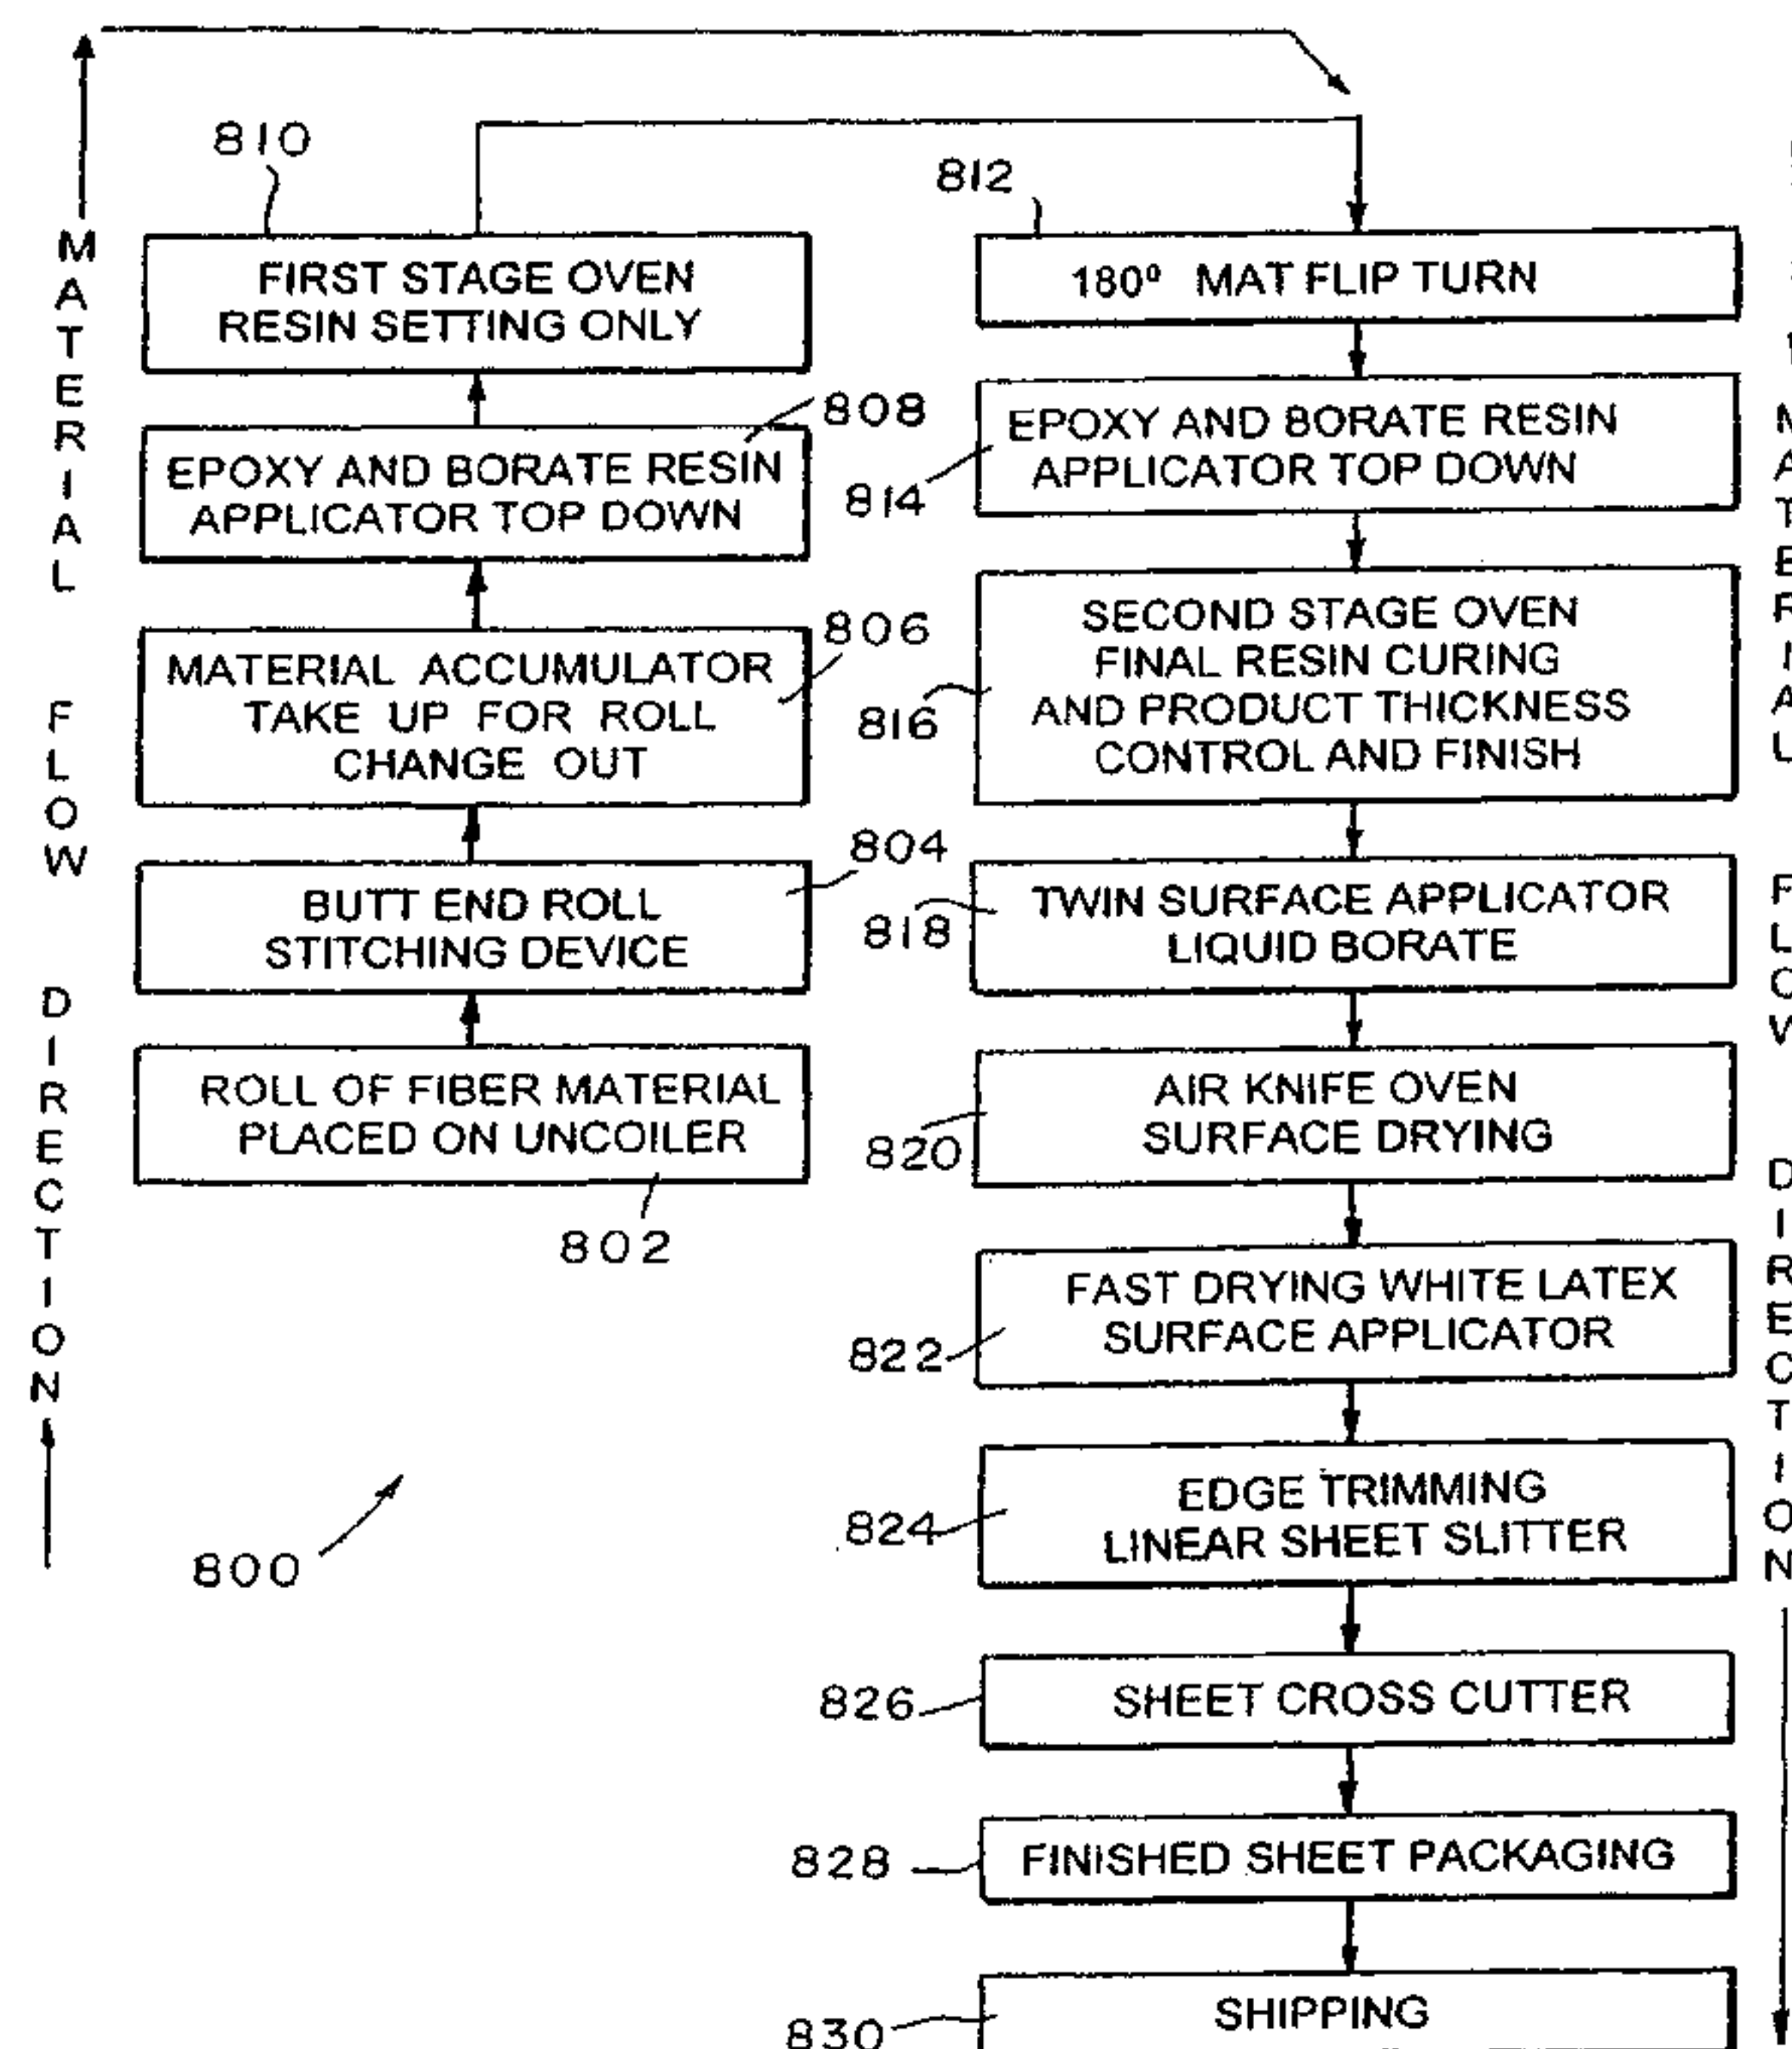 MATERIAL FLOW DIRECTION
810
FIRST STAGE OVEN
RESIN SETTING ONLY
808
EPOXY AND BORATE RESIN
APPLICATOR TOP DOWN
806
MATERIAL ACCUMULATOR
TAKE UP FOR ROLL
CHANGE OUT
804
BUTT END ROLL
STITCHING DEVICE
ROLL OF FIBER MATERIAL
PLACED ON UNCOILER
802
800
812
180º MAT FLIP TURN
814
EPOXY AND BORATE RESIN
APPLICATOR TOP DOWN
816
SECOND STAGE OVEN
FINAL RESIN CURING
AND PRODUCT THICKNESS
CONTROL AND FINISH
818
TWIN SURFACE APPLICATOR
LIQUID BORATE
820
AIR KNIFE OVEN
SURFACE DRYING
822
FAST DRYING WHITE LATEX
SURFACE APPLICATOR
824
EDGE TRIMMING
LINEAR SHEET SLITTER
826
SHEET CROSS CUTTER
828
FINISHED SHEET PACKAGING
830
SHIPPING
MATERIAL FLOW DIRECTION